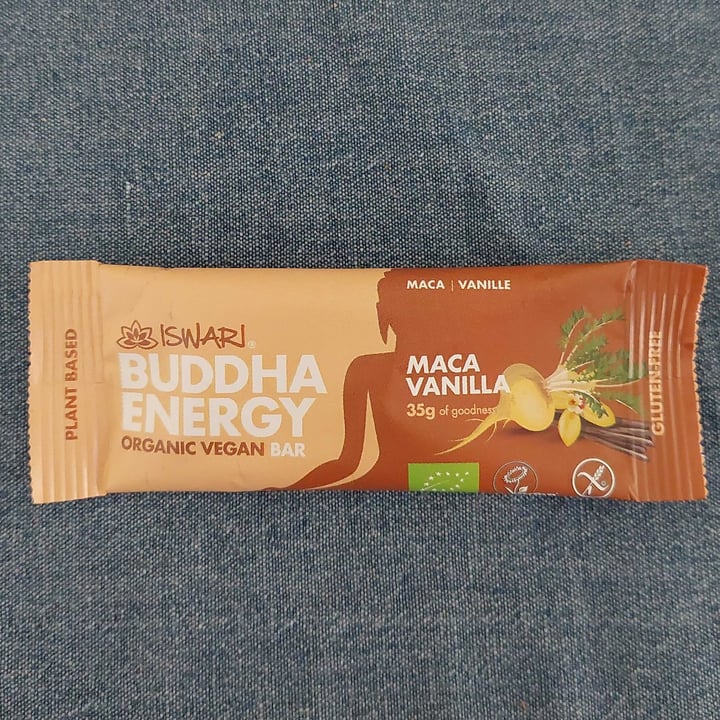 PLANT BASED
ISWARI®
BUDDHA
ENERGY
ORGANIC VEGAN BAR
MACA | VANILLE
MACA
VANILLA
35g of goodness
GLUTEN-FREE